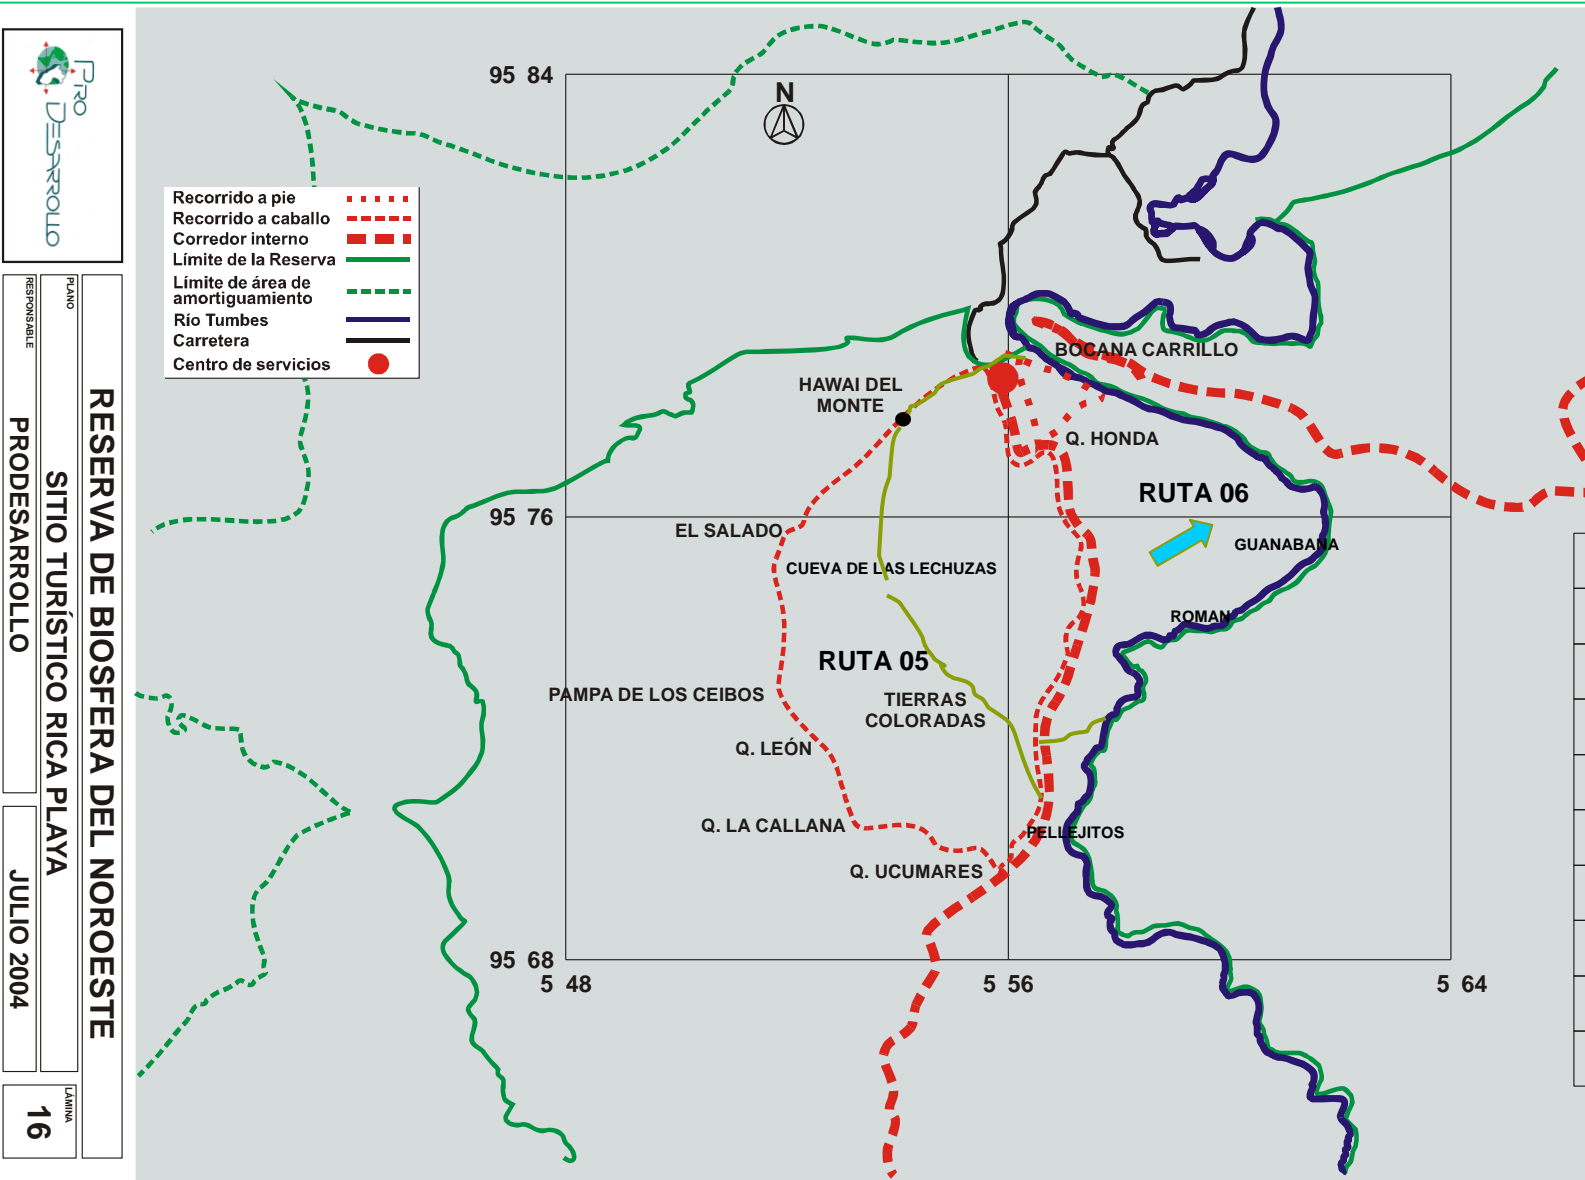 PRO
DESARROLLO
RESERVA DE BIOSFERA DEL NOROESTE
PLANO
SITIO TURÍSTICO RICA PLAYA
RESPONSABLE
PRODESARROLLO
JULIO 2004
LÁMINA
16
Recorrido a pie
Recorrido a caballo
Corredor interno
Límite de la Reserva
Límite de área de
amortiguamiento
Río Tumbes
Carretera
Centro de servicios
N
95 84
95 76
95 68
5 48
5 56
5 64
BOCANA CARRILLO
HAWAI DEL
MONTE
Q. HONDA
RUTA 06
EL SALADO
GUANABANA
CUEVA DE LAS LECHUZAS
ROMAN
RUTA 05
PAMPA DE LOS CEIBOS
TIERRAS
COLORADAS
Q. LEÓN
Q. LA CALLANA
PELLEJITOS
Q. UCUMARES